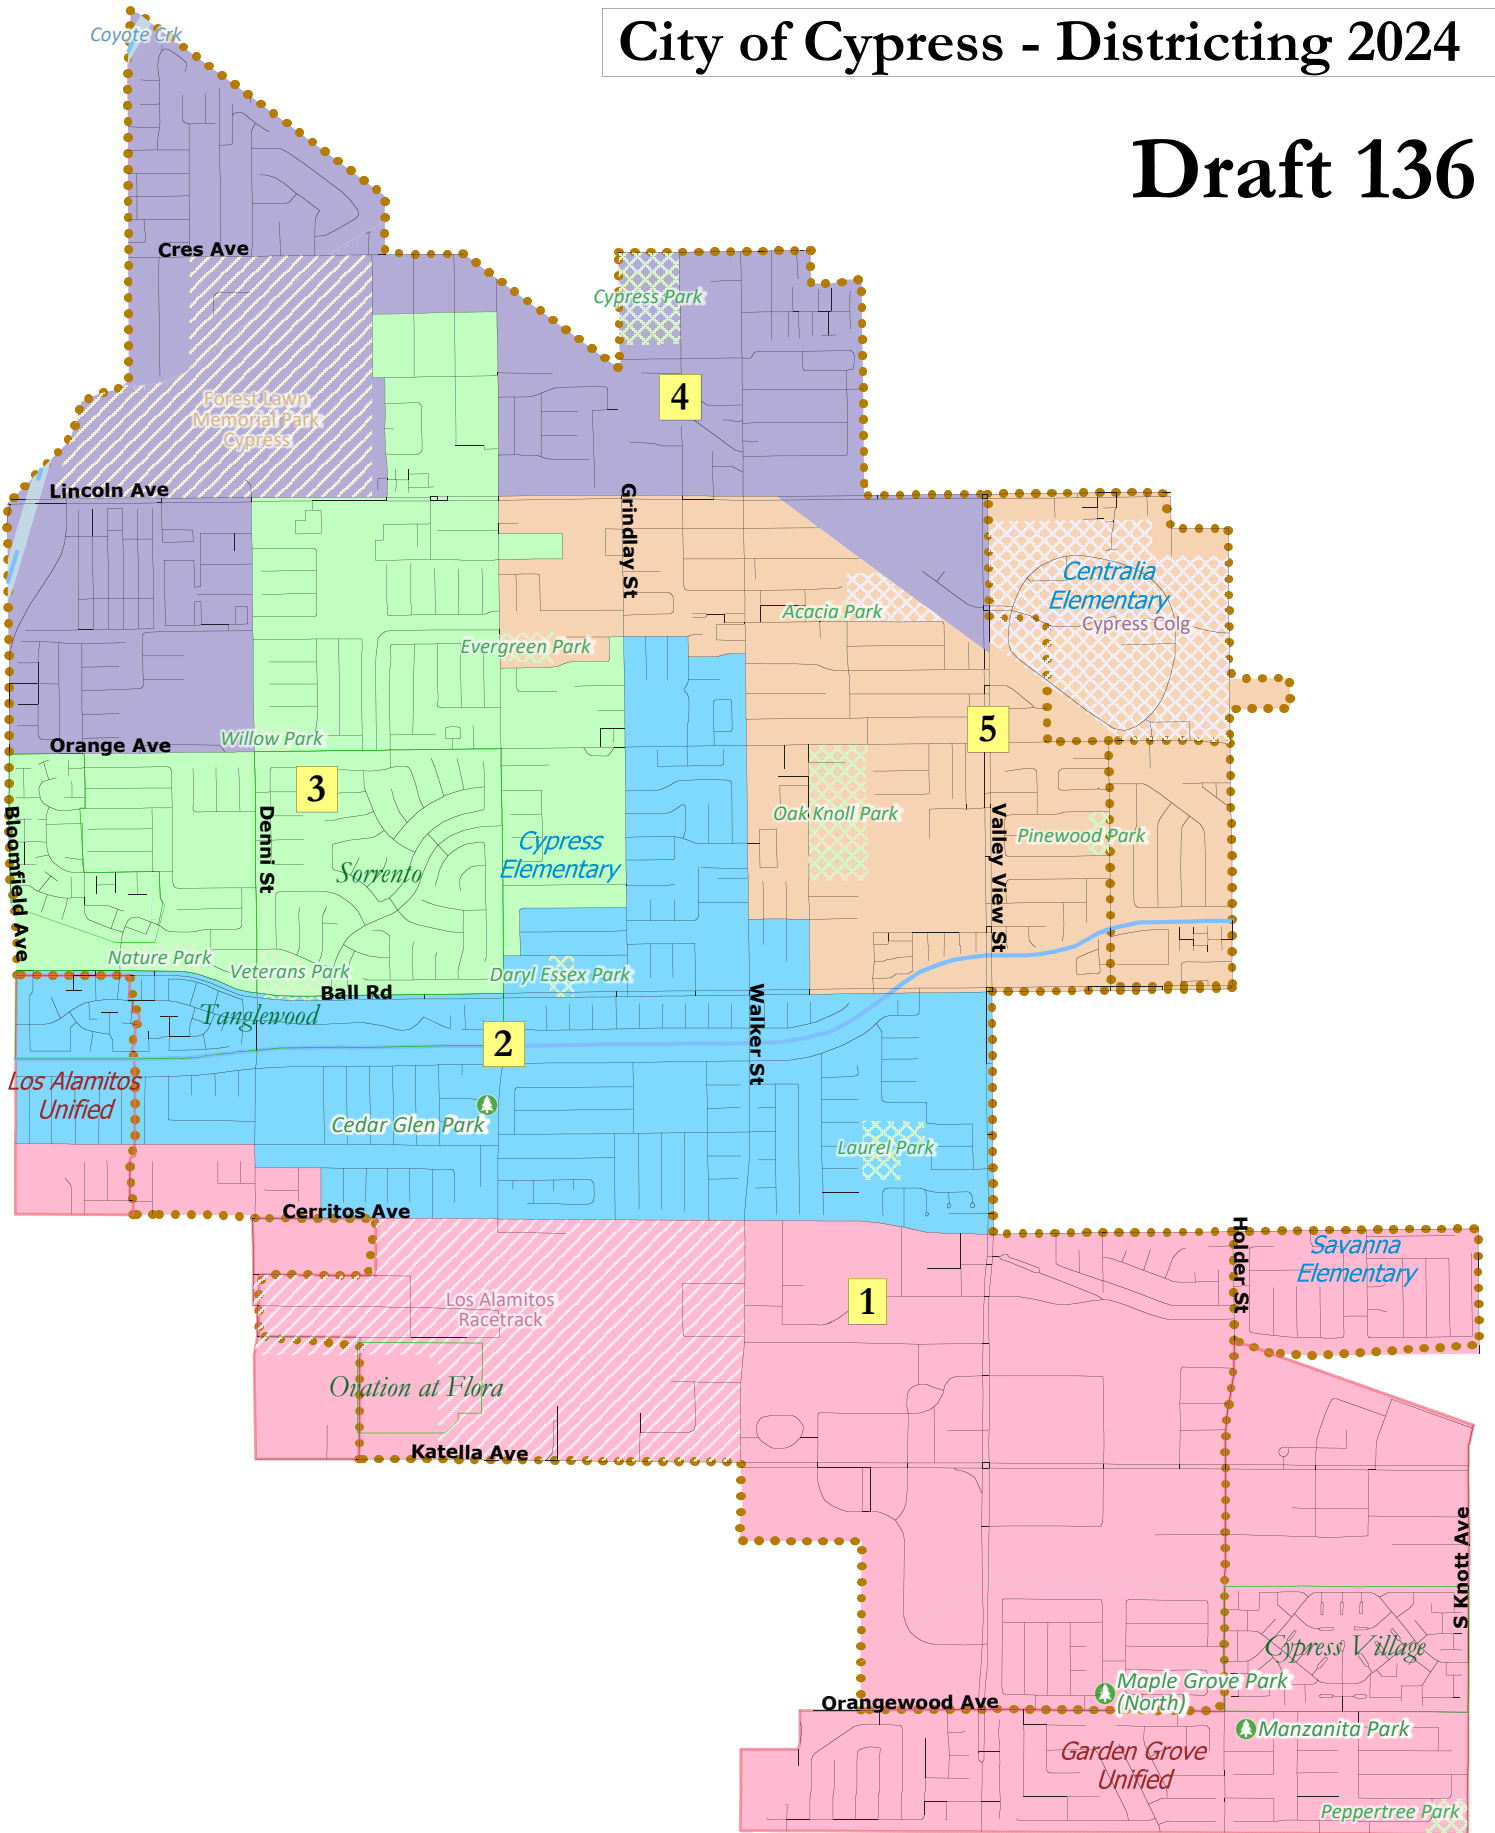 City of Cypress - Districting 2024
Draft 136
Coyote Crk
Cres Ave
Cypress Park
4
Forest Lawn
Memorial Park
Cypress
Lincoln Ave
Grindlay St
Centralia
Elementary
Acacia Park
Cypress Colg
Evergreen Park
Willow Park
Orange Ave
5
3
Bloomfield Ave
Denni St
Oak Knoll Park
Valley View St
Pinewood Park
Cypress
Elementary
Sorrento
Nature Park
Veterans Park
Daryl Essex Park
Ball Rd
Tanglewood
Walker St
2
Los Alamitos
Unified
Cedar Glen Park
Laurel Park
Cerritos Ave
Holder St
Savanna
Elementary
Los Alamitos
Racetrack
1
Ovation at Flora
Katella Ave
S Knott Ave
Cypress Village
Maple Grove Park
(North)
Orangewood Ave
Manzanita Park
Garden Grove
Unified
Peppertree Park